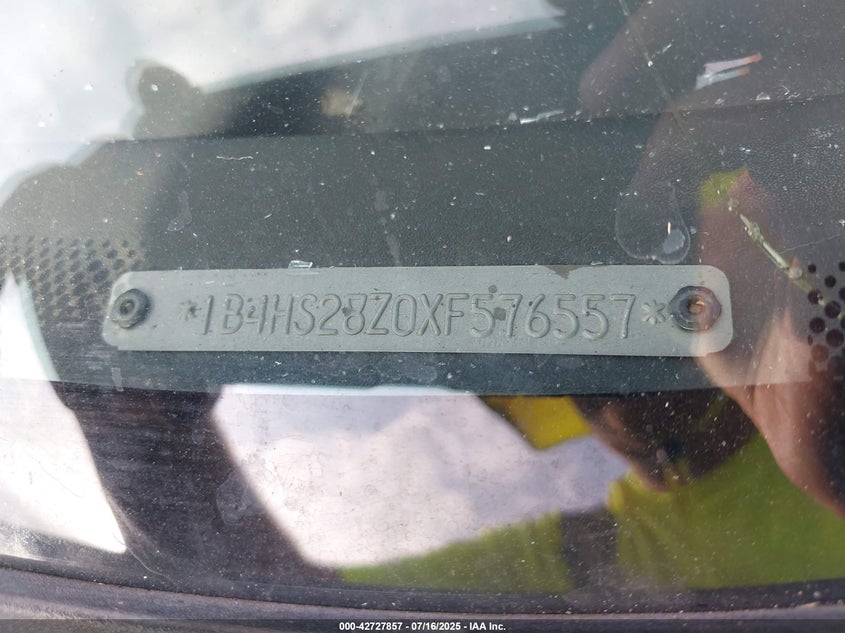 *1B4HS28Z0XF576557*
000-42727857 | 07/16/2025 | IAA Inc.